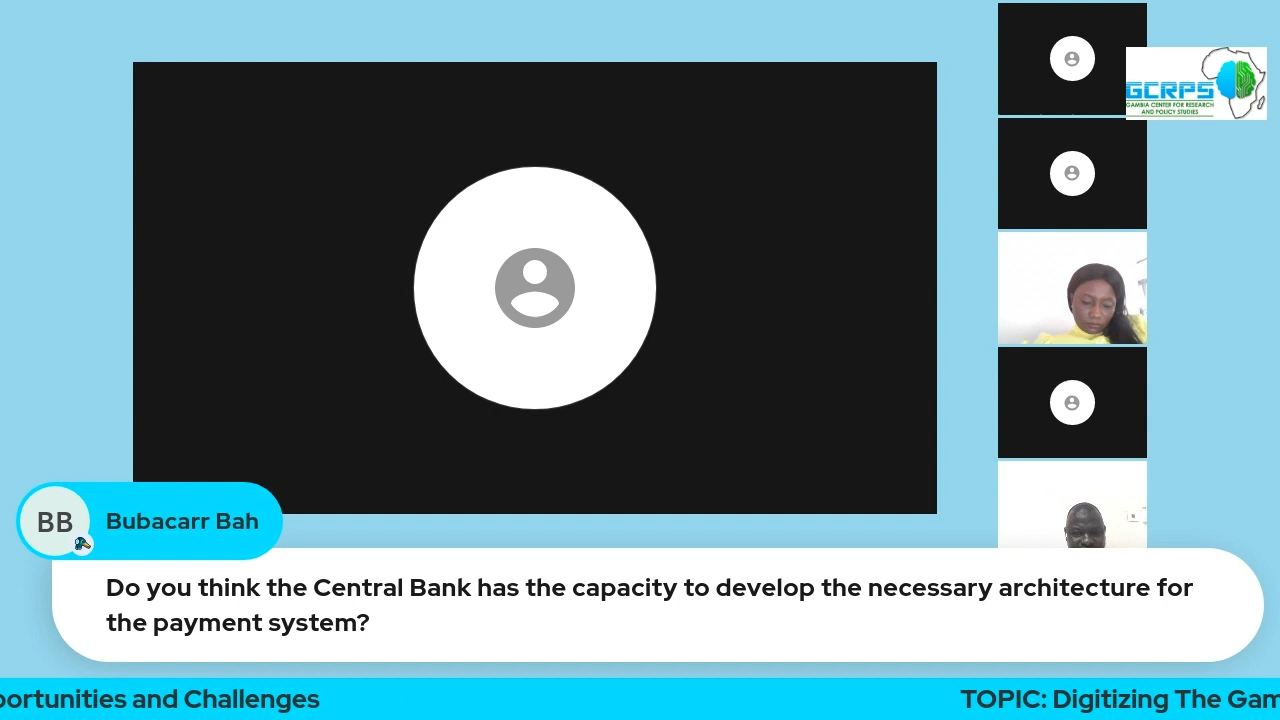 GCRPS
GAMBIA CENTER FOR RESEARCH
AND POLICY STUDIES
BB
Bubacarr Bah
Do you think the Central Bank has the capacity to develop the necessary architecture for
the payment system?
portunities and Challenges
TOPIC: Digitizing The Gam